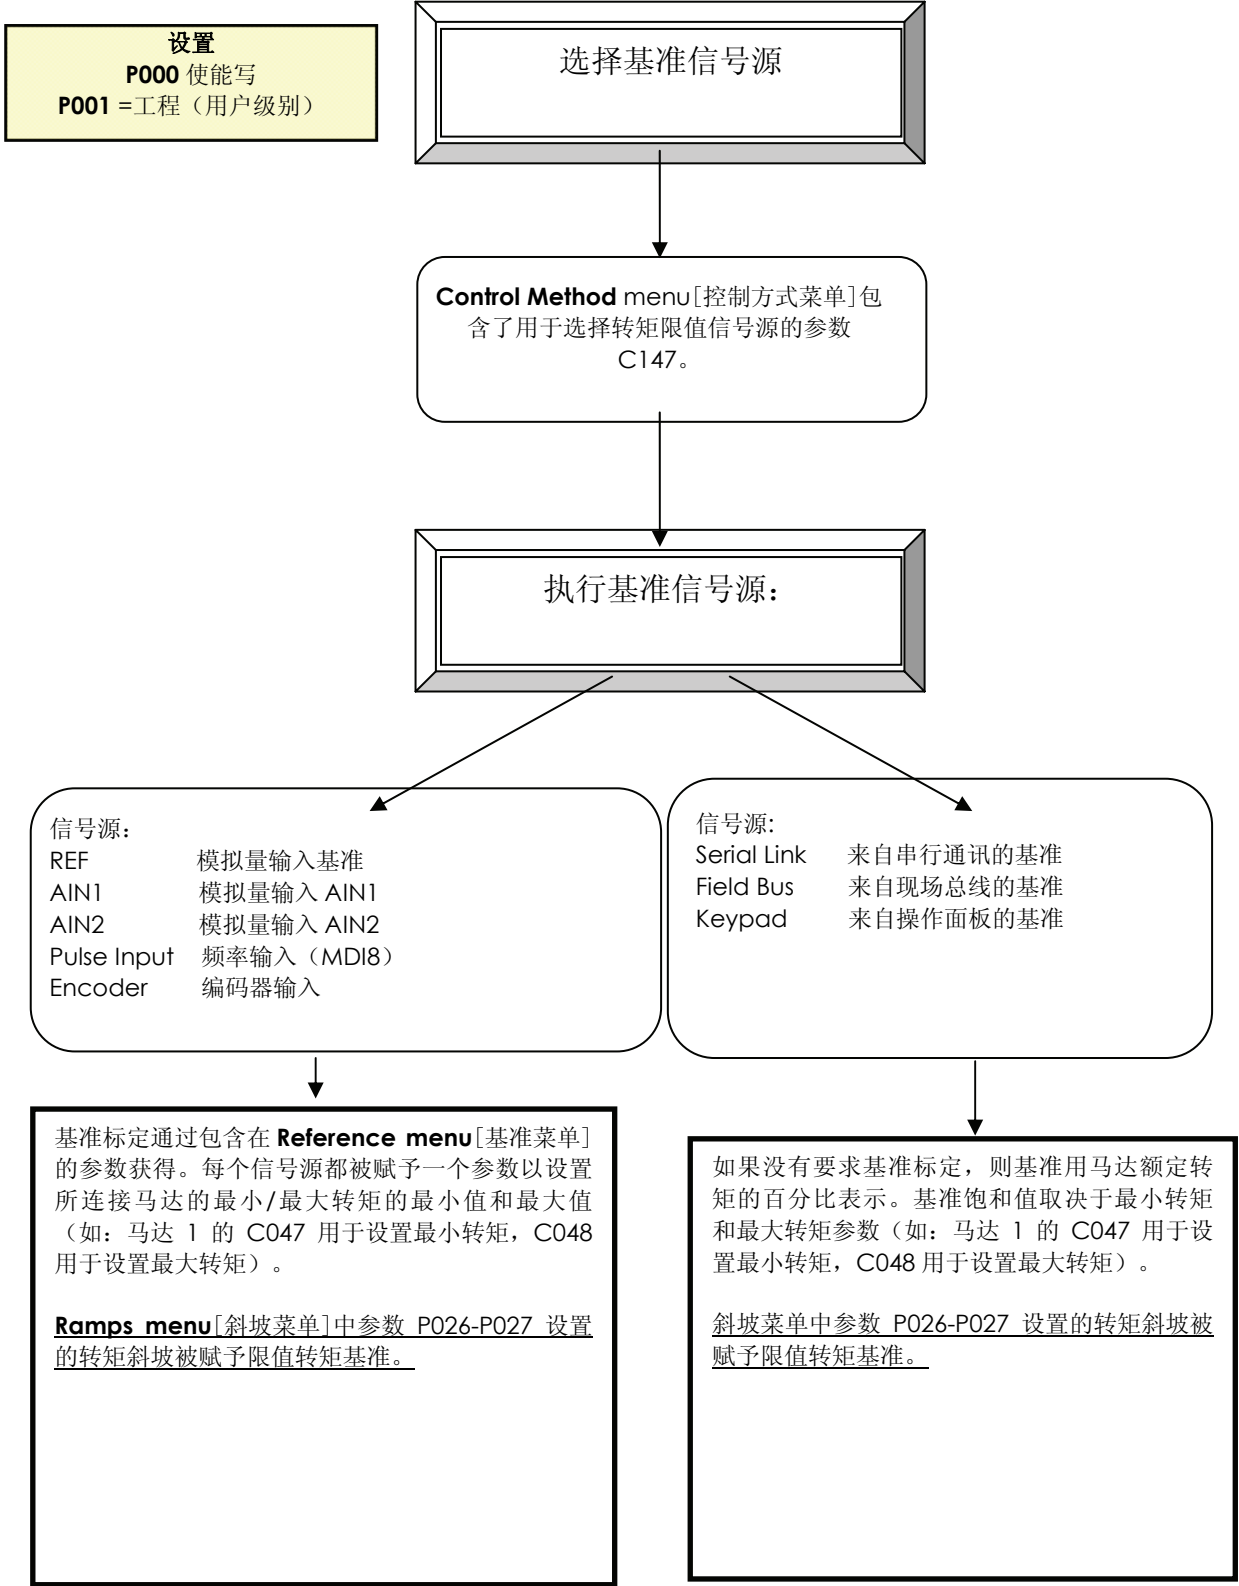 设置
P000 使能写
P001 =工程（用户级别）
选择基准信号源
Control Method menu[控制方式菜单]包
含了用于选择转矩限值信号源的参数
C147。
执行基准信号源：
信号源：
REF 模拟量输入基准
AIN1 模拟量输入 AIN1
AIN2 模拟量输入 AIN2
Pulse Input 频率输入（MDI8）
Encoder 编码器输入
信号源:
Serial Link 来自串行通讯的基准
Field Bus 来自现场总线的基准
Keypad 来自操作面板的基准
基准标定通过包含在 Reference menu[基准菜单]
的参数获得。每个信号源都被赋予一个参数以设置
所连接马达的最小/最大转矩的最小值和最大值
（如：马达 1 的 C047 用于设置最小转矩，C048
用于设置最大转矩）。
Ramps menu[斜坡菜单]中参数 P026-P027 设置
的转矩斜坡被赋予限值转矩基准。
如果没有要求基准标定，则基准用马达额定转
矩的百分比表示。基准饱和值取决于最小转矩
和最大转矩参数（如：马达 1 的 C047 用于设
置最小转矩，C048 用于设置最大转矩）。
斜坡菜单中参数 P026-P027 设置的转矩斜坡被
赋予限值转矩基准。